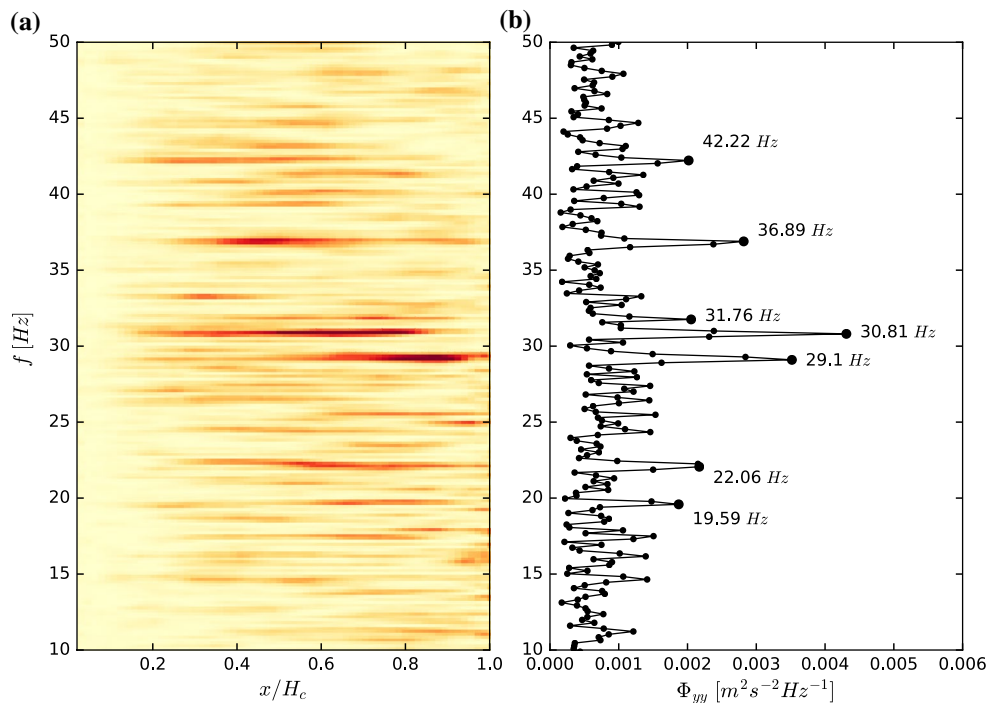 (a)
(b)
50
45
40
35
30
25
20
15
10
f [Hz]
0.2
0.4
0.6
0.8
1.0
x/H_c
50
45
40
35
30
25
20
15
10
42.22 Hz
36.89 Hz
31.76 Hz
30.81 Hz
29.1 Hz
22.06 Hz
19.59 Hz
0.000
0.001
0.002
0.003
0.004
0.005
0.006
Φ_yy [m²s⁻²Hz⁻¹]